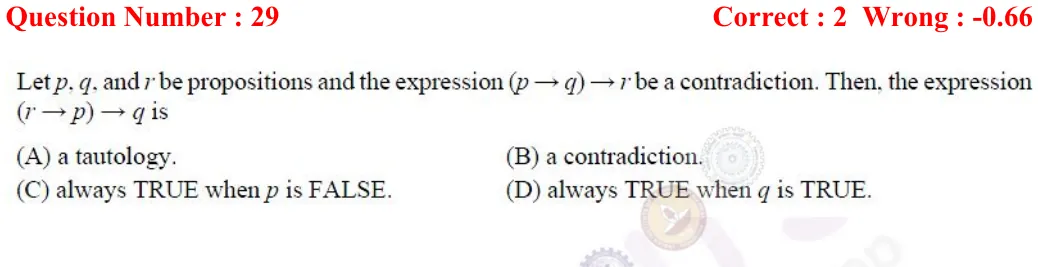 Question Number : 29 Correct : 2 Wrong : -0.66
Let p, q, and r be propositions and the expression (p → q) → r be a contradiction. Then, the expression
(r → p) → q is
(A) a tautology. (B) a contradiction.
(C) always TRUE when p is FALSE. (D) always TRUE when q is TRUE.